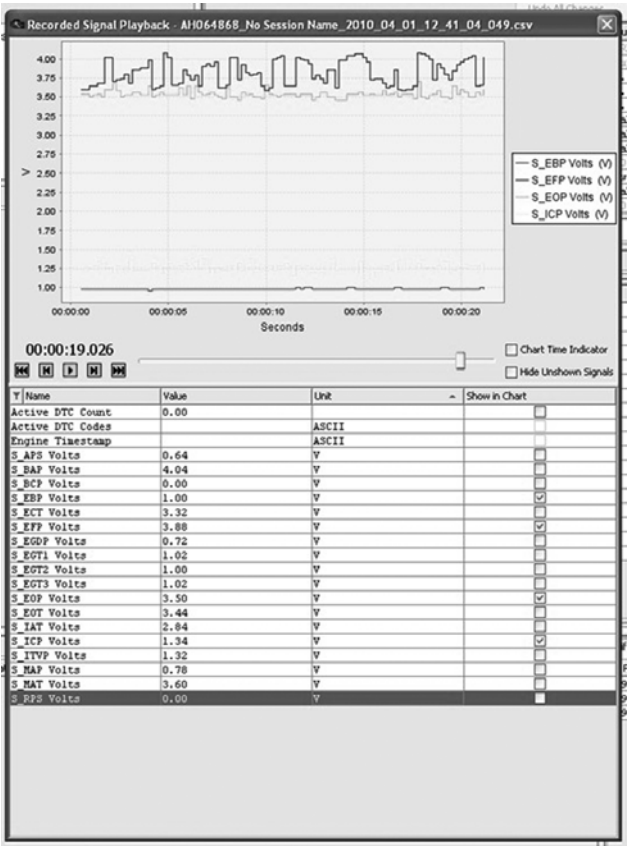 Undo All Changes
Recorded Signal Playback - AH064868_No Session Name_2010_04_01_12_41_04_049.csv
4.00
3.75
3.50
3.25
3.00
2.75
2.50
2.25
2.00
1.75
1.50
1.25
1.00
V
S_EBP Volts (V)
S_EFP Volts (V)
S_EOP Volts (V)
S_ICP Volts (V)
00:00:00 00:00:05 00:00:10 00:00:15 00:00:20
Seconds
00:00:19.026
Chart Time Indicator
Hide Unshown Signals
Name Value Unit Show in Chart
Active DTC Count 0.00
Active DTC Codes ASCII
Engine Timestamp ASCII
S_APS Volts 0.64 V
S_BAP Volts 4.04 V
S_BCP Volts 0.00 V
S_EBP Volts 1.00 V
S_ECT Volts 3.32 V
S_EFP Volts 3.88 V
S_EGDP Volts 0.72 V
S_EGT1 Volts 1.02 V
S_EGT2 Volts 1.00 V
S_EGT3 Volts 1.02 V
S_EOP Volts 3.50 V
S_EOT Volts 3.44 V
S_IAT Volts 2.84 V
S_ICP Volts 1.34 V
S_ITVP Volts 1.32 V
S_MAP Volts 0.78 V
S_MAT Volts 3.60 V
S_RPS Volts 0.00 V